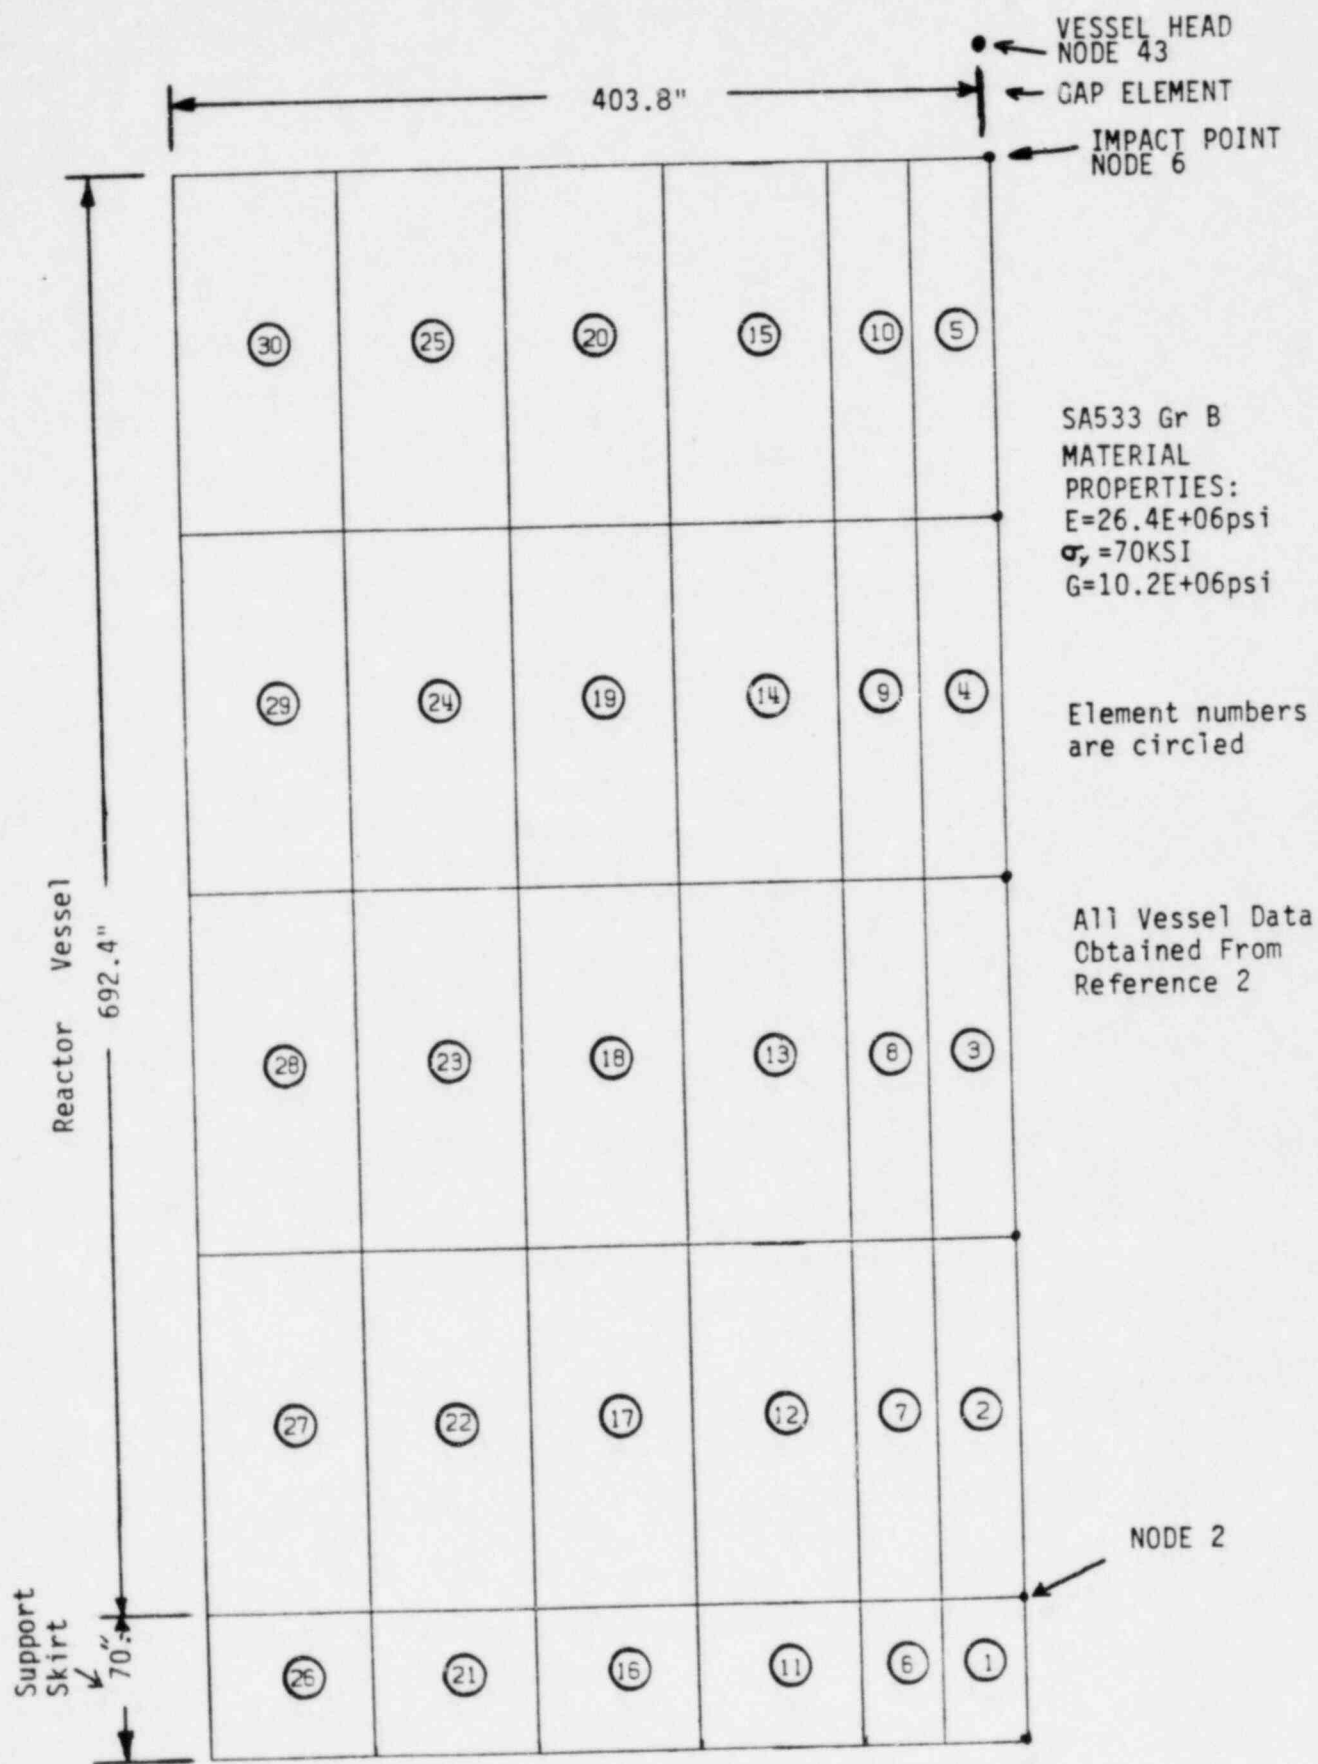 VESSEL HEAD
NODE 43
403.8"
GAP ELEMENT
IMPACT POINT
NODE 6
30
25
20
15
10
5
SA533 Gr B
MATERIAL
PROPERTIES:
E=26.4E+06psi
σy =70KSI
G=10.2E+06psi
29
24
19
14
9
4
Element numbers
are circled
Reactor Vessel
692.4"
All Vessel Data
Obtained From
Reference 2
28
23
18
13
8
3
27
22
17
12
7
2
NODE 2
Support
Skirt
70."
26
21
16
11
6
1